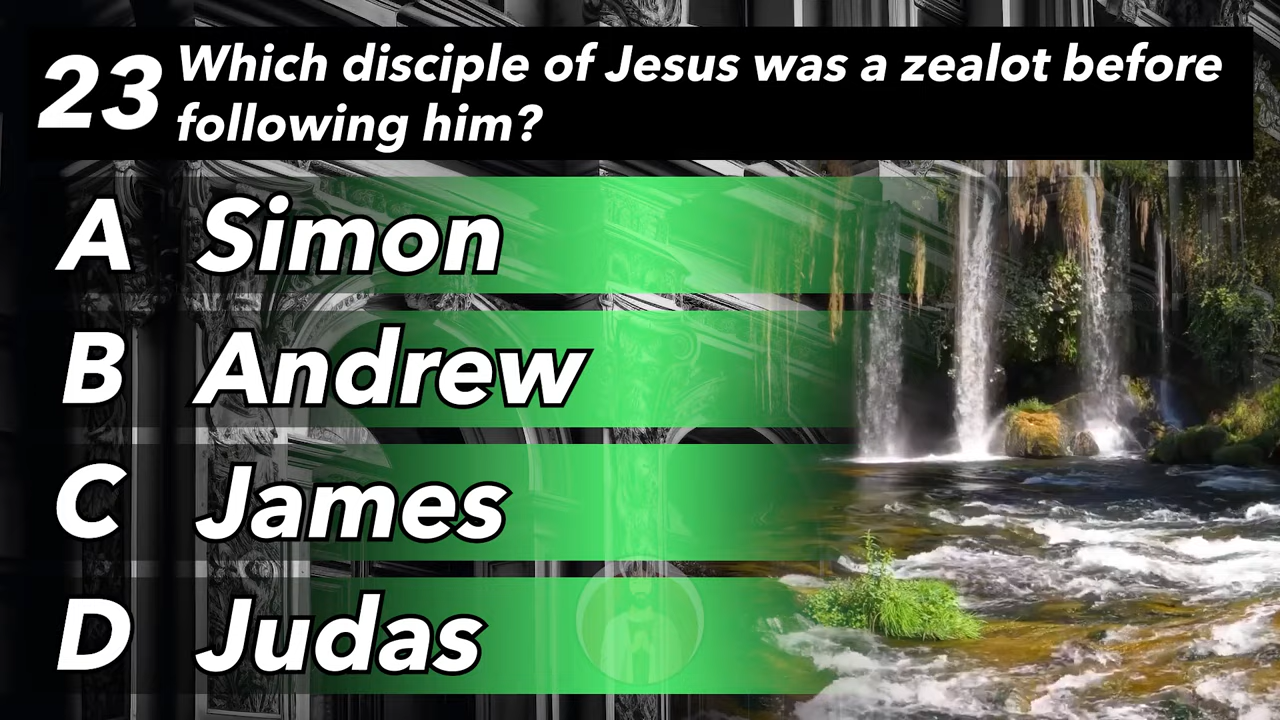 23 Which disciple of Jesus was a zealot before
following him?
A Simon
B Andrew
C James
D Judas